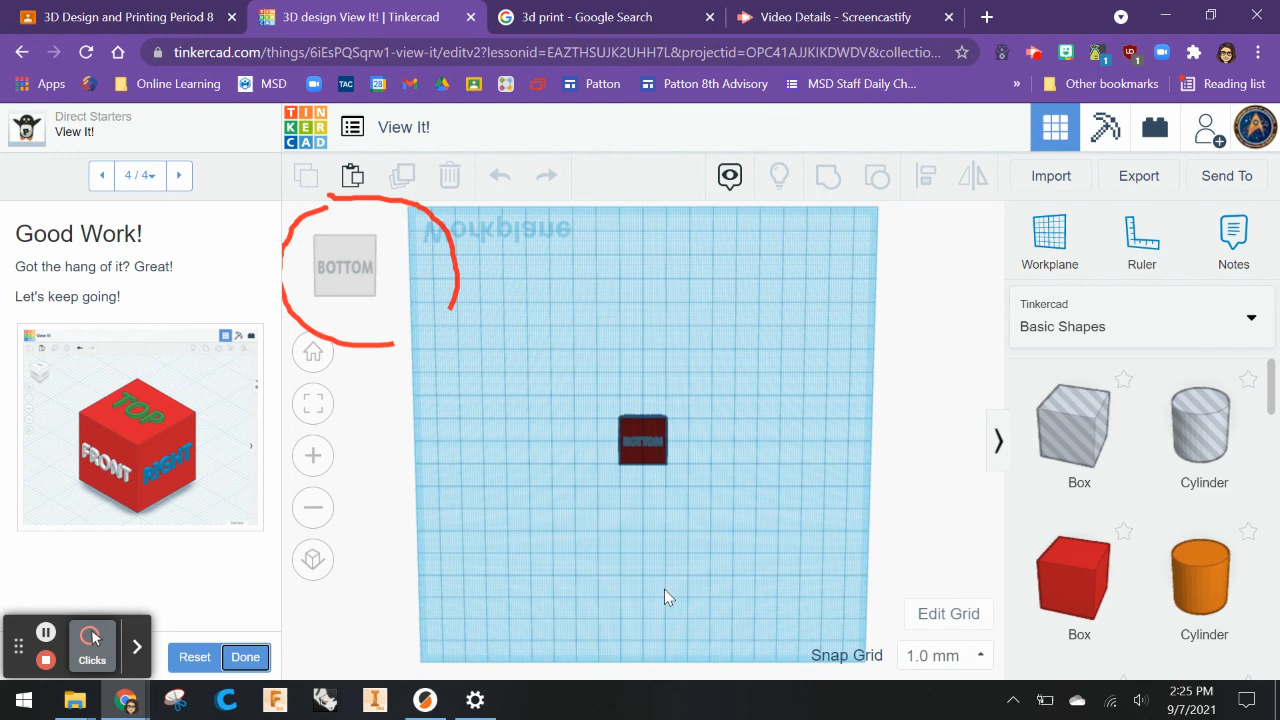 3D Design and Printing Period 8
3D design View It! | Tinkercad
3d print - Google Search
Video Details - Screencastify
tinkercad.com/things/6iEsPQSqrw1-view-it/editv2?lessonid=EAZTHSUJK2UHH7L&projectid=OPC41AJJKIKDWDV&collectio...
Apps
Online Learning
MSD
TAC
28
Patton
Patton 8th Advisory
MSD Staff Daily Ch...
»
Other bookmarks
Reading list
Direct Starters
View It!
TINKERCAD
View It!
4 / 4
Import
Export
Send To
Good Work!
Got the hang of it? Great!
Let's keep going!
TOP
FRONT
RIGHT
BOTTOM
Workplane
BOTTOM
Workplane
Ruler
Notes
Tinkercad
Basic Shapes
Box
Cylinder
Box
Cylinder
Edit Grid
Snap Grid
1.0 mm
Clicks
Reset
Done
2:25 PM
9/7/2021